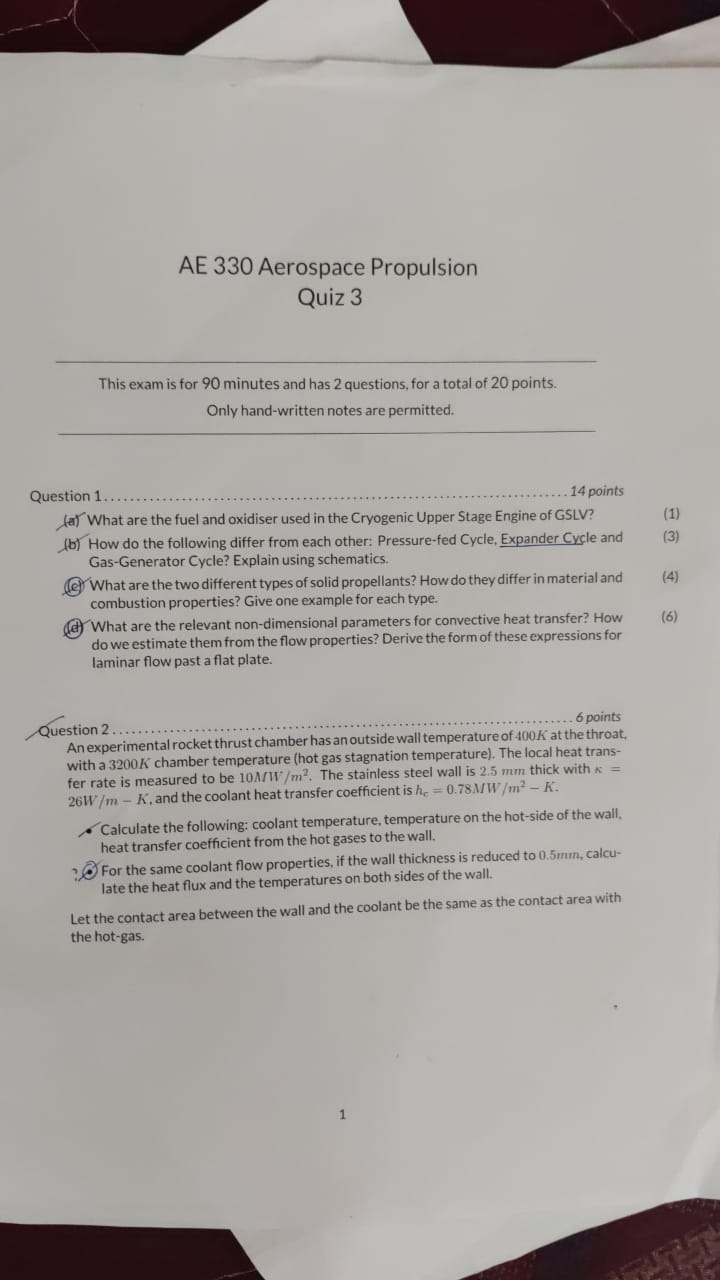 AE 330 Aerospace Propulsion
Quiz 3
This exam is for 90 minutes and has 2 questions, for a total of 20 points.
Only hand-written notes are permitted.
Question 1 . . . . . . . . . . . . . . . . . . . . . . . . . . . . . . . . . . . . . . . . . . . . . . . . . . . . . . . . . . . . . . . . . . . . . . 14 points
(a) What are the fuel and oxidiser used in the Cryogenic Upper Stage Engine of GSLV? (1)
(b) How do the following differ from each other: Pressure-fed Cycle, Expander Cycle and (3)
Gas-Generator Cycle? Explain using schematics.
(c) What are the two different types of solid propellants? How do they differ in material and (4)
combustion properties? Give one example for each type.
(d) What are the relevant non-dimensional parameters for convective heat transfer? How (6)
do we estimate them from the flow properties? Derive the form of these expressions for
laminar flow past a flat plate.
Question 2 . . . . . . . . . . . . . . . . . . . . . . . . . . . . . . . . . . . . . . . . . . . . . . . . . . . . . . . . . . . . . . . . . . . . . . 6 points
An experimental rocket thrust chamber has an outside wall temperature of 400K at the throat,
with a 3200K chamber temperature (hot gas stagnation temperature). The local heat trans-
fer rate is measured to be 10MW/m². The stainless steel wall is 2.5 mm thick with κ =
26W/m − K, and the coolant heat transfer coefficient is h_c = 0.78MW/m² − K.
• Calculate the following: coolant temperature, temperature on the hot-side of the wall,
heat transfer coefficient from the hot gases to the wall.
? • For the same coolant flow properties, if the wall thickness is reduced to 0.5mm, calcu-
late the heat flux and the temperatures on both sides of the wall.
Let the contact area between the wall and the coolant be the same as the contact area with
the hot-gas.
1